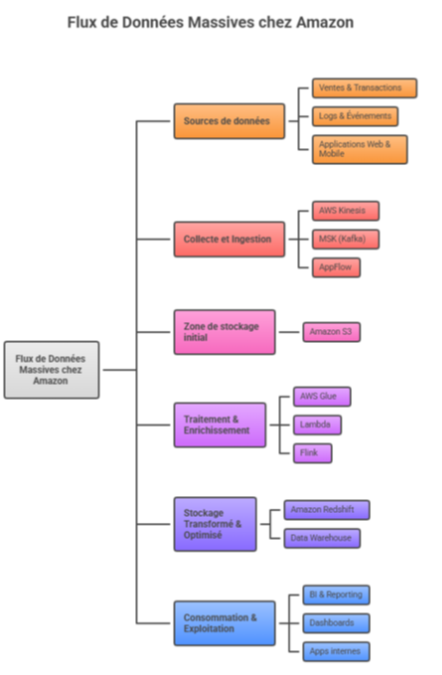 Flux de Données Massives chez Amazon
Ventes & Transactions
Sources de données
Logs & Événements
Applications Web &
Mobile
AWS Kinesis
Collecte et Ingestion
MSK (Kafka)
AppFlow
Zone de stockage
initial
Amazon S3
Flux de Données
Massives chez
Amazon
AWS Glue
Traitement &
Enrichissement
Lambda
Flink
Stockage
Transformé &
Optimisé
Amazon Redshift
Data Warehouse
BI & Reporting
Consommation &
Exploitation
Dashboards
Apps internes